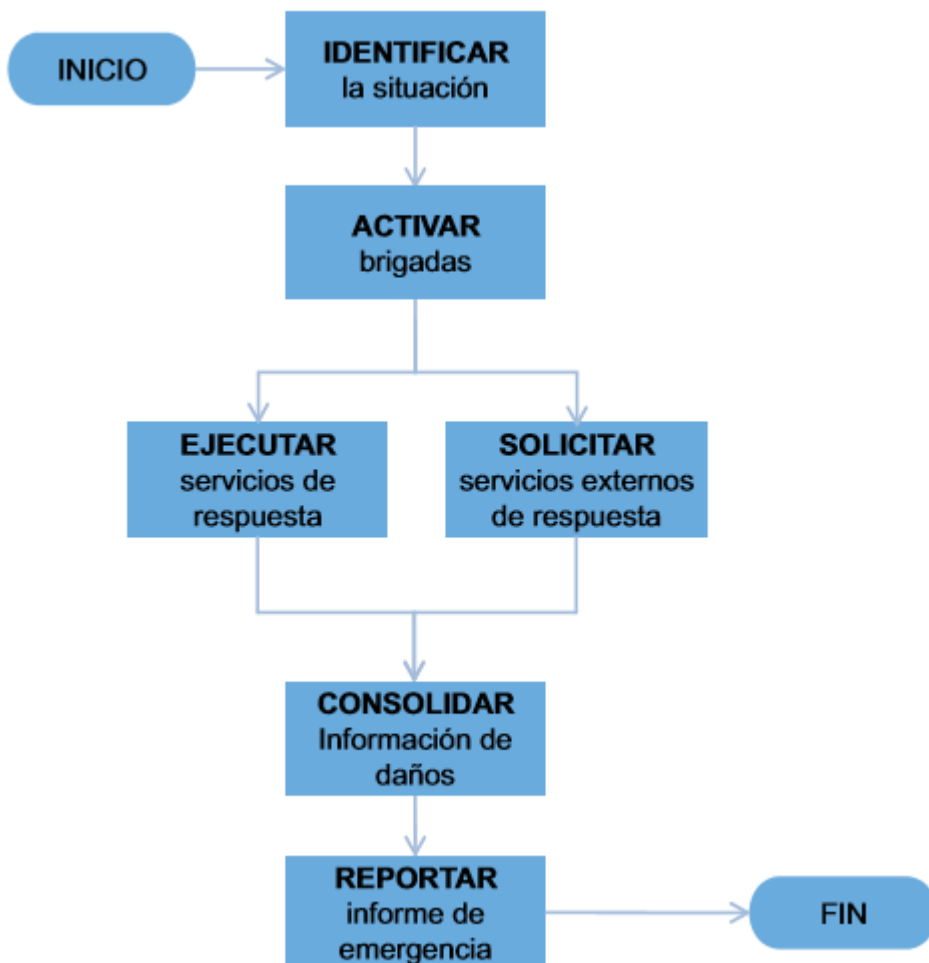 INICIO
IDENTIFICAR
la situación
ACTIVAR
brigadas
EJECUTAR
servicios de
respuesta
SOLICITAR
servicios externos
de respuesta
CONSOLIDAR
Información de
daños
REPORTAR
informe de
emergencia
FIN